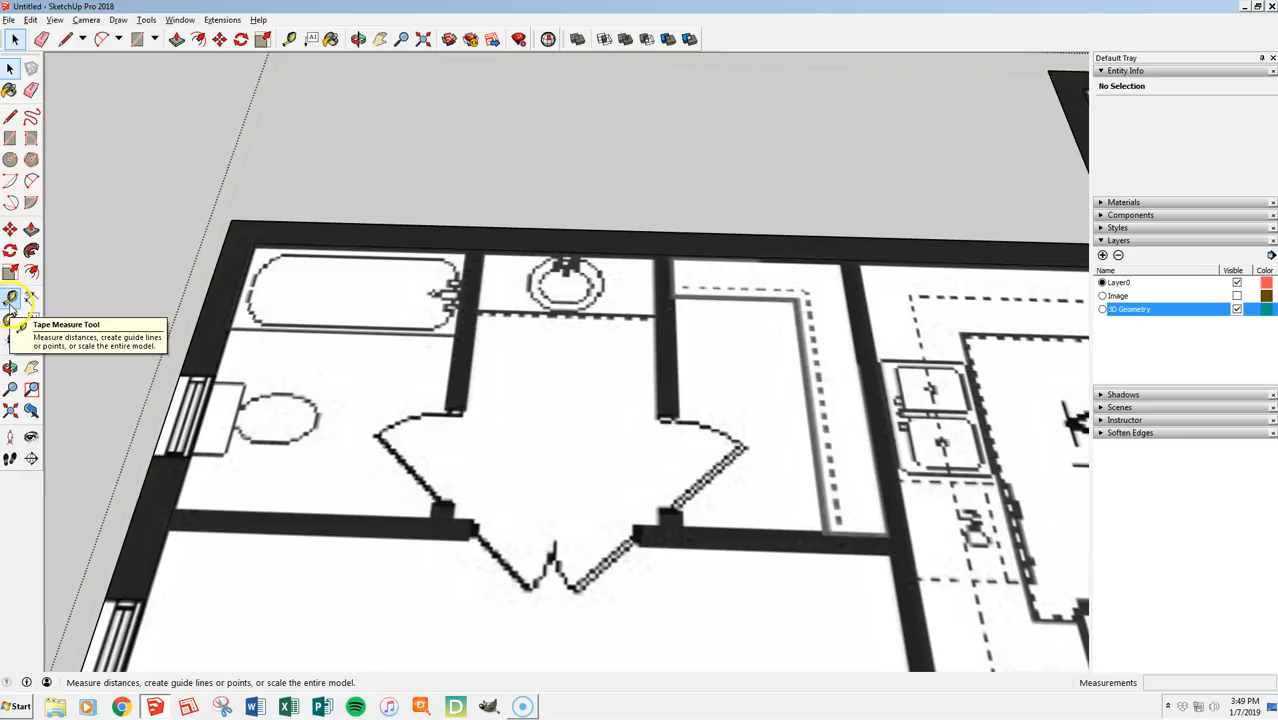 Untitled - SketchUp Pro 2018
File Edit View Camera Draw Tools Window Extensions Help
Default Tray
Entity Info
No Selection
Materials
Components
Styles
Layers
Name Visible Color
Layer0
Image
3D Geometry
Shadows
Scenes
Instructor
Soften Edges
Tape Measure Tool
Measure distances, create guide lines
or points, or scale the entire model.
Measure distances, create guide lines or points, or scale the entire model.
Measurements
Start
3:49 PM
1/7/2019